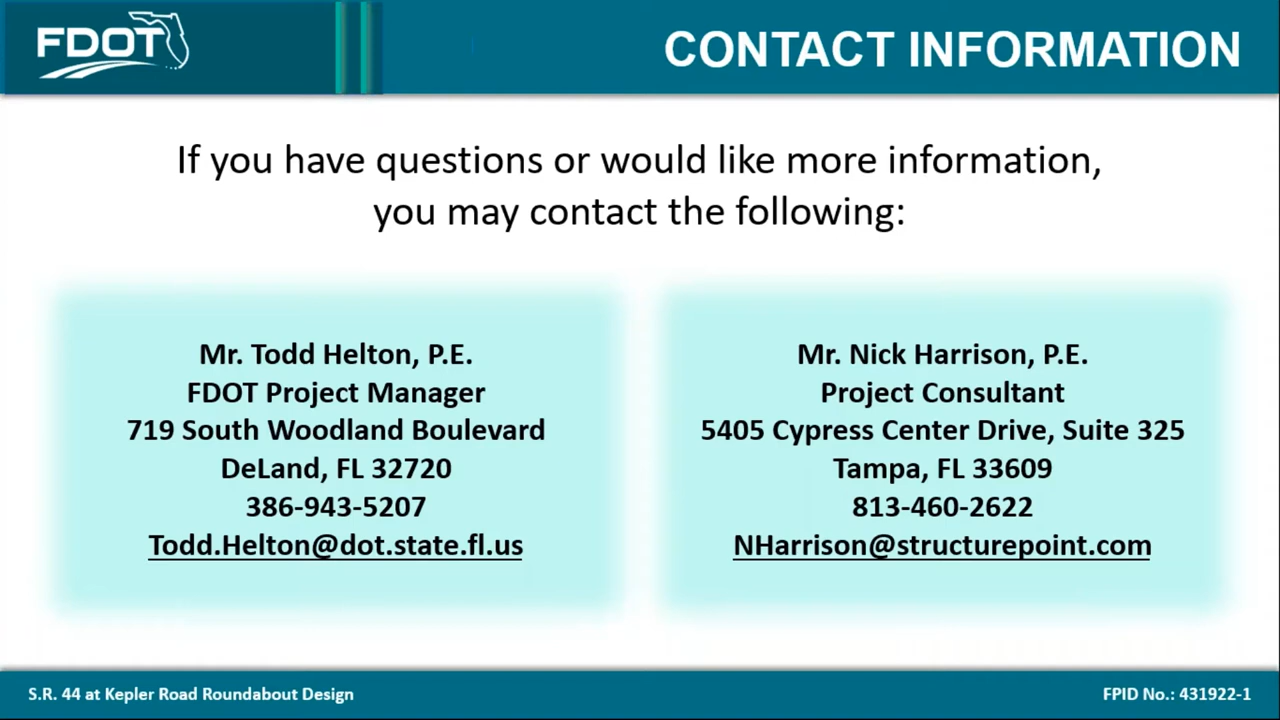 FDOT
CONTACT INFORMATION
If you have questions or would like more information,
you may contact the following:
Mr. Todd Helton, P.E.
FDOT Project Manager
719 South Woodland Boulevard
DeLand, FL 32720
386-943-5207
Todd.Helton@dot.state.fl.us
Mr. Nick Harrison, P.E.
Project Consultant
5405 Cypress Center Drive, Suite 325
Tampa, FL 33609
813-460-2622
NHarrison@structurepoint.com
S.R. 44 at Kepler Road Roundabout Design
FPID No.: 431922-1